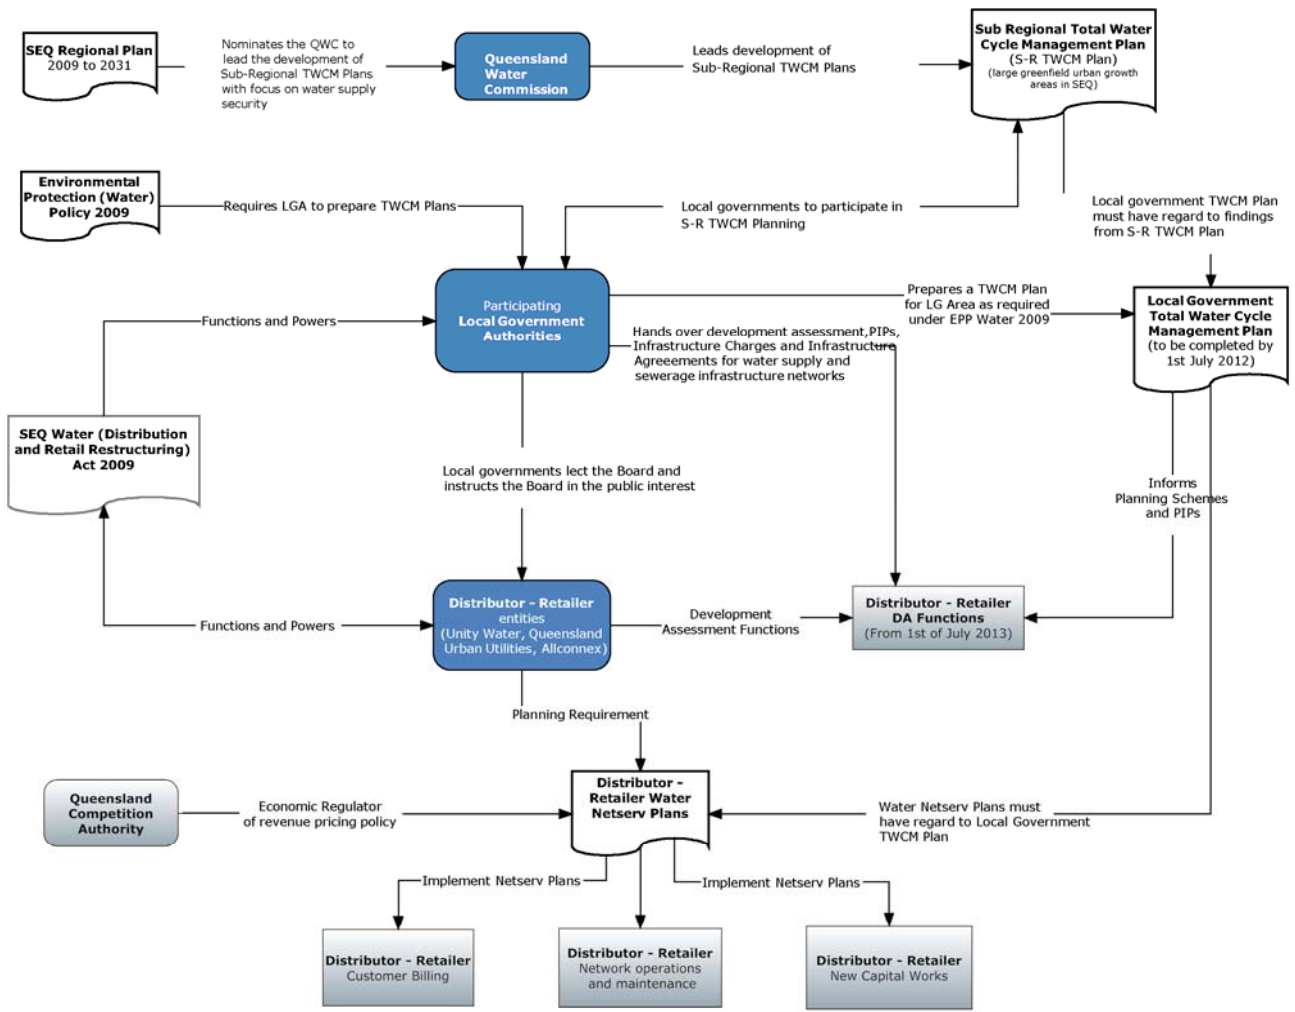 SEQ Regional Plan
2009 to 2031
Nominates the QWC to
lead the development of
Sub-Regional TWCM Plans
with focus on water supply
security
Queensland
Water
Commission
Leads development of
Sub-Regional TWCM Plans
Sub Regional Total Water
Cycle Management Plan
(S-R TWCM Plan)
(large greenfield urban growth
areas in SEQ)
Environmental
Protection (Water)
Policy 2009
Requires LGA to prepare TWCM Plans
Local governments to participate in
S-R TWCM Planning
Local government TWCM Plan
must have regard to findings
from S-R TWCM Plan
Participating
Local Government
Authorities
Prepares a TWCM Plan
for LG Area as required
under EPP Water 2009
Local Government
Total Water Cycle
Management Plan
(to be completed by
1st July 2012)
Functions and Powers
Hands over development assessment,PIPs,
Infrastructure Charges and Infrastructure
Agreeements for water supply and
sewerage infrastructure networks
SEQ Water (Distribution
and Retail Restructuring)
Act 2009
Local governments lect the Board and
instructs the Board in the public interest
Informs
Planning Schemes
and PIPs
Functions and Powers
Distributor - Retailer
entities
(Unity Water, Queensland
Urban Utilities, Allconnex)
Development
Assessment Functions
Distributor - Retailer
DA Functions
(From 1st of July 2013)
Planning Requirement
Queensland
Competition
Authority
Economic Regulator
of revenue pricing policy
Distributor -
Retailer Water
Netserv Plans
Water Netserv Plans must
have regard to Local Government
TWCM Plan
Implement Netserv Plans
Implement Netserv Plans
Distributor - Retailer
Customer Billing
Distributor - Retailer
Network operations
and maintenance
Distributor - Retailer
New Capital Works